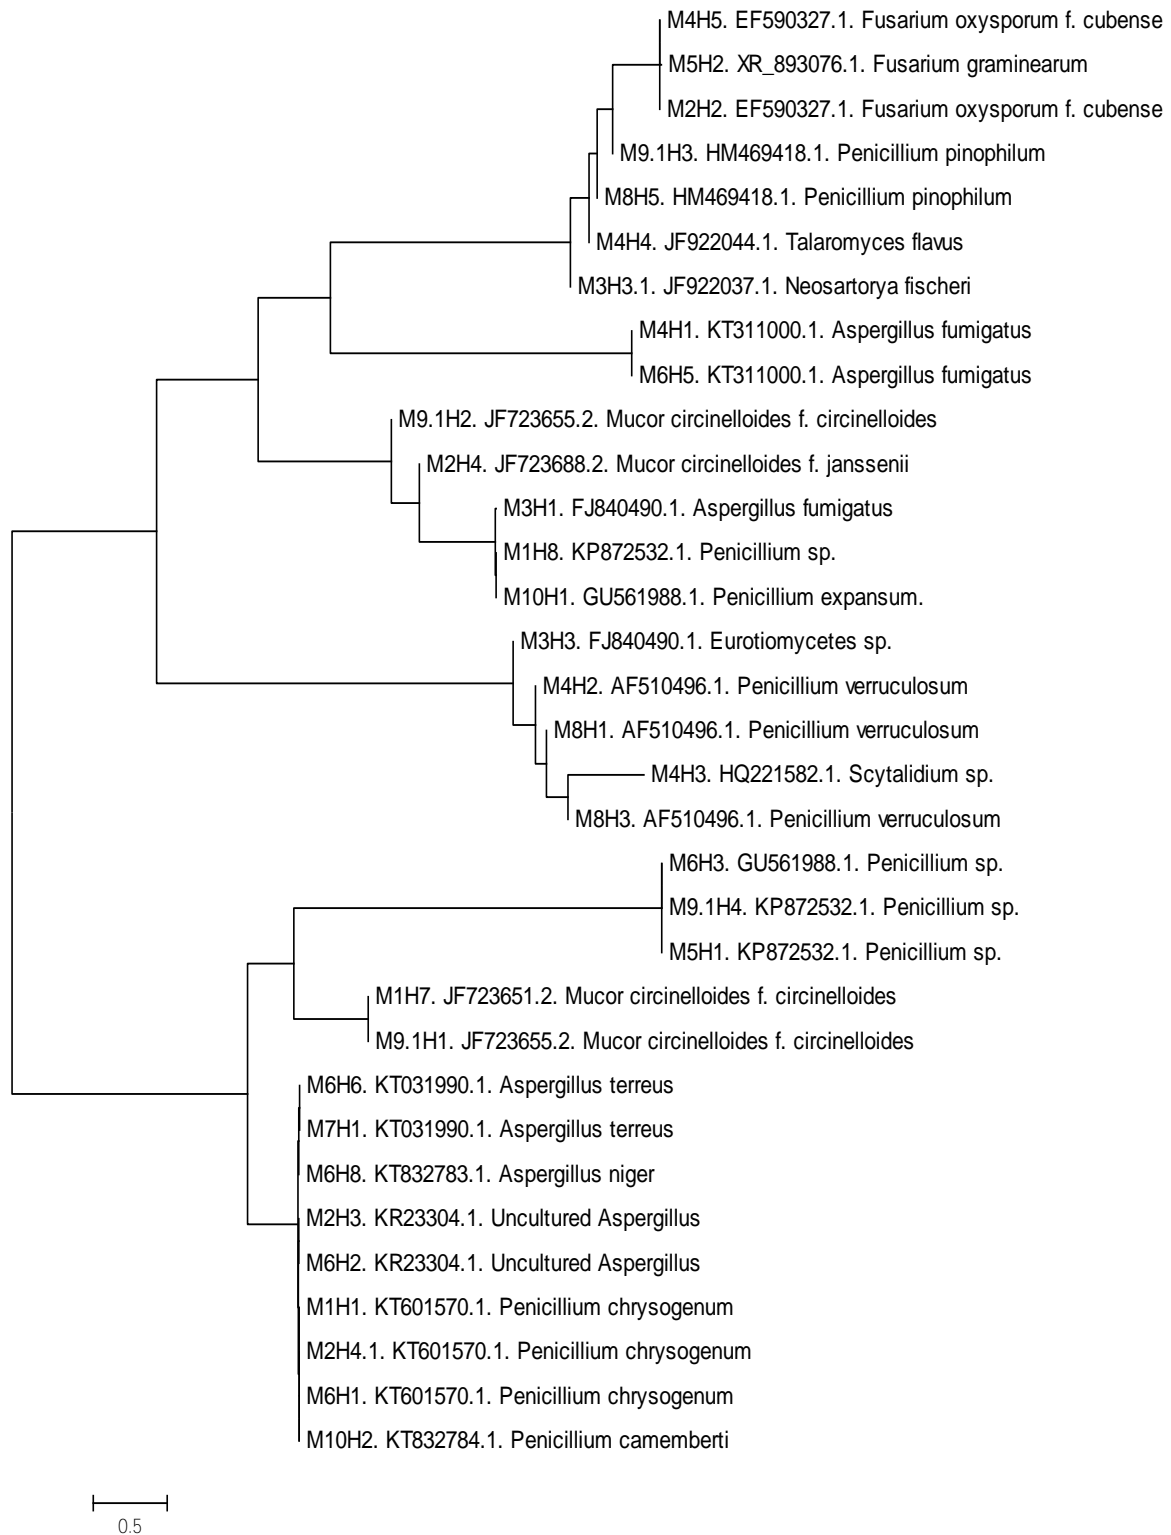 M4H5. EF590327.1. Fusarium oxysporum f. cubense
M5H2. XR_893076.1. Fusarium graminearum
M2H2. EF590327.1. Fusarium oxysporum f. cubense
M9.1H3. HM469418.1. Penicillium pinophilum
M8H5. HM469418.1. Penicillium pinophilum
M4H4. JF922044.1. Talaromyces flavus
M3H3.1. JF922037.1. Neosartorya fischeri
M4H1. KT311000.1. Aspergillus fumigatus
M6H5. KT311000.1. Aspergillus fumigatus
M9.1H2. JF723655.2. Mucor circinelloides f. circinelloides
M2H4. JF723688.2. Mucor circinelloides f. janssenii
M3H1. FJ840490.1. Aspergillus fumigatus
M1H8. KP872532.1. Penicillium sp.
M10H1. GU561988.1. Penicillium expansum.
M3H3. FJ840490.1. Eurotiomycetes sp.
M4H2. AF510496.1. Penicillium verruculosum
M8H1. AF510496.1. Penicillium verruculosum
M4H3. HQ221582.1. Scytalidium sp.
M8H3. AF510496.1. Penicillium verruculosum
M6H3. GU561988.1. Penicillium sp.
M9.1H4. KP872532.1. Penicillium sp.
M5H1. KP872532.1. Penicillium sp.
M1H7. JF723651.2. Mucor circinelloides f. circinelloides
M9.1H1. JF723655.2. Mucor circinelloides f. circinelloides
M6H6. KT031990.1. Aspergillus terreus
M7H1. KT031990.1. Aspergillus terreus
M6H8. KT832783.1. Aspergillus niger
M2H3. KR23304.1. Uncultured Aspergillus
M6H2. KR23304.1. Uncultured Aspergillus
M1H1. KT601570.1. Penicillium chrysogenum
M2H4.1. KT601570.1. Penicillium chrysogenum
M6H1. KT601570.1. Penicillium chrysogenum
M10H2. KT832784.1. Penicillium camemberti
0.5